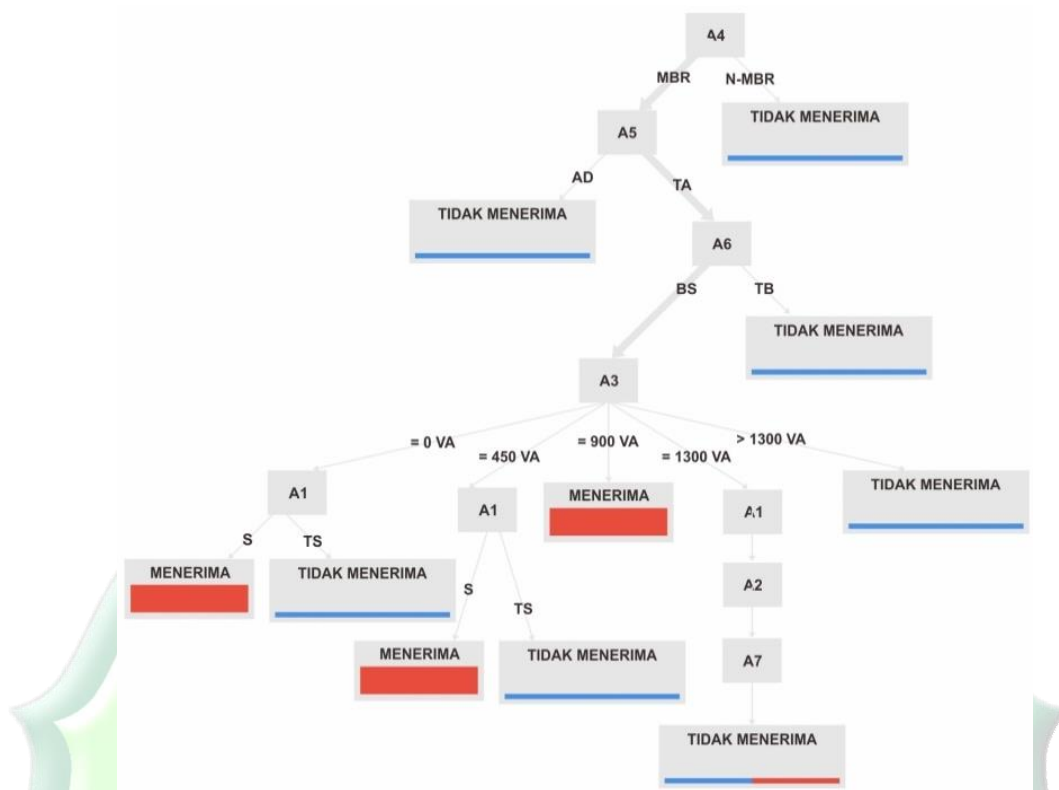 A4
MBR
N-MBR
TIDAK MENERIMA
A5
AD
TA
TIDAK MENERIMA
A6
BS
TB
TIDAK MENERIMA
A3
= 0 VA
= 450 VA
= 900 VA
= 1300 VA
> 1300 VA
A1
A1
MENERIMA
A1
TIDAK MENERIMA
S
TS
MENERIMA
TIDAK MENERIMA
S
TS
A2
MENERIMA
TIDAK MENERIMA
A7
TIDAK MENERIMA